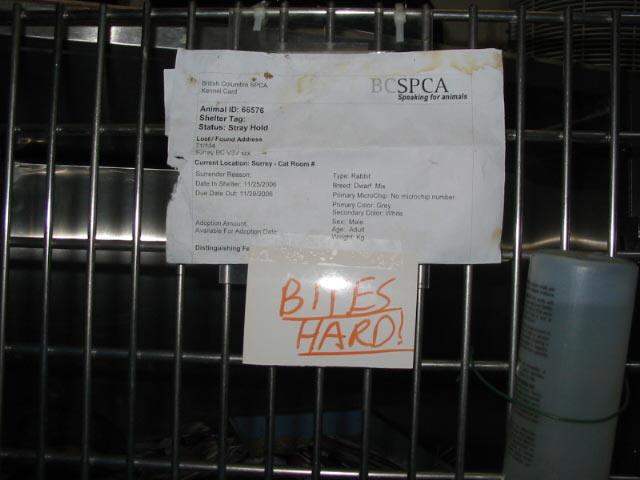 British Columbia SPCA
Kennel Card
BCSPCA
Speaking for animals
Animal ID: 66576
Shelter Tag:
Status: Stray Hold
Lost / Found Address
Surrey BC
Current Location: Surrey - Cat Room #
Surrender Reason:
Date In Shelter: 11/25/2006
Due Date Out: 11/29/2006
Adoption Amount:
Available For Adoption Date:
Distinguishing
Type: Rabbit
Breed: Dwarf Mix
Primary MicroChip: No microchip number
Primary Color: Grey
Secondary Color: White
Sex: Male
Age: Adult
Weight: Kg
BITES
HARD!